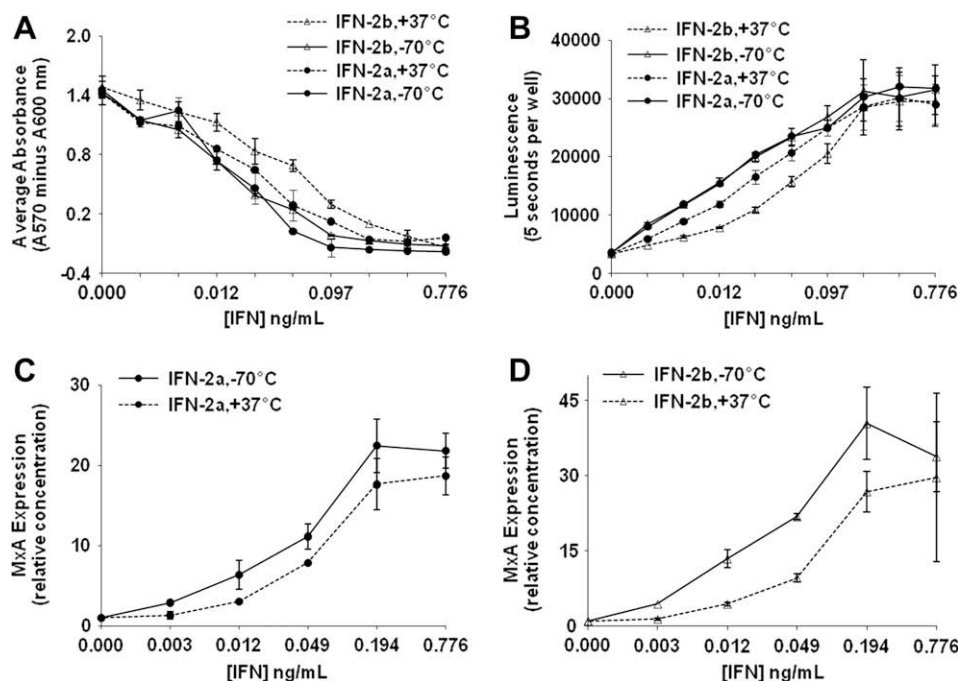 A
2.0
1.4
0.8
0.2
-0.4
Average Absorbance
(A570 minus A600 nm)
IFN-2b,+37°C
IFN-2b,-70°C
IFN-2a,+37°C
IFN-2a,-70°C
0.000 0.012 0.097 0.776
[IFN] ng/mL
B
40000
30000
20000
10000
0
Luminescence
(5 seconds per well)
IFN-2b,+37°C
IFN-2b,-70°C
IFN-2a,+37°C
IFN-2a,-70°C
0.000 0.012 0.097 0.776
[IFN] ng/mL
C
30
20
10
0
MxA Expression
(relative concentration)
IFN-2a,-70°C
IFN-2a,+37°C
0.000 0.003 0.012 0.049 0.194 0.776
[IFN] ng/mL
D
45
30
15
0
MxA Expression
(relative concentration)
IFN-2b,-70°C
IFN-2b,+37°C
0.000 0.003 0.012 0.049 0.194 0.776
[IFN] ng/mL